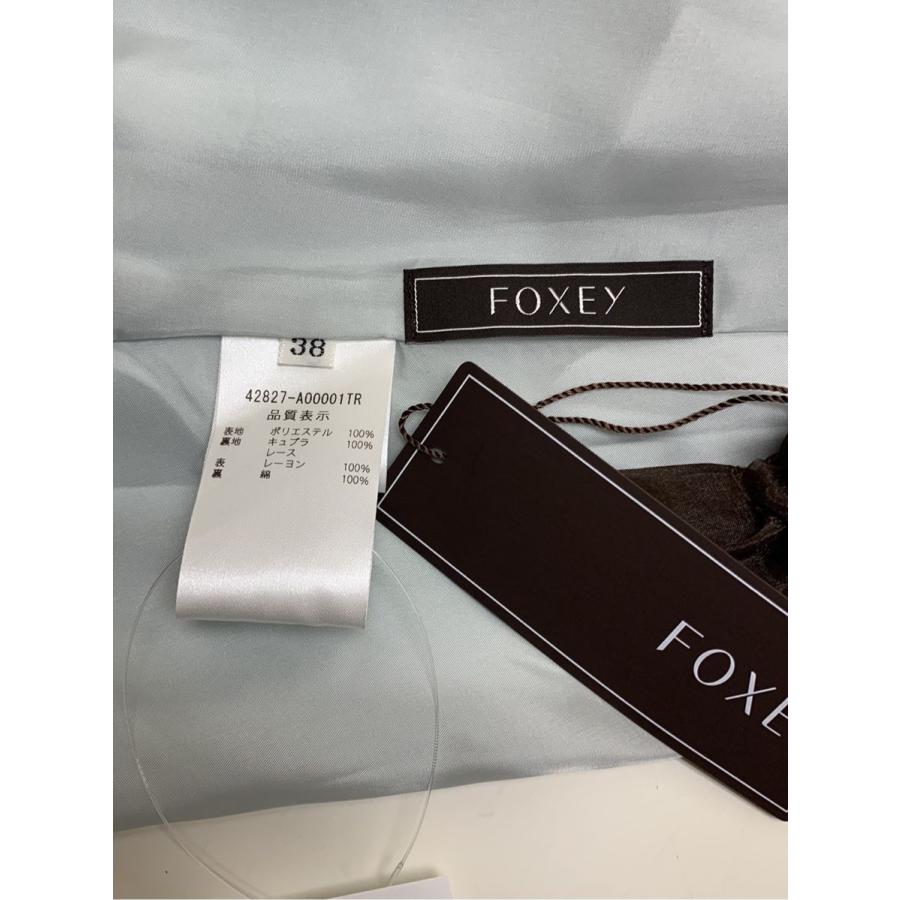 FOXEY
38
42827-A00001TR
品質表示
表地 ポリエステル 100%
裏地 キュプラ 100%
レース
表 レーヨン 100%
裏 綿 100%
FOXE